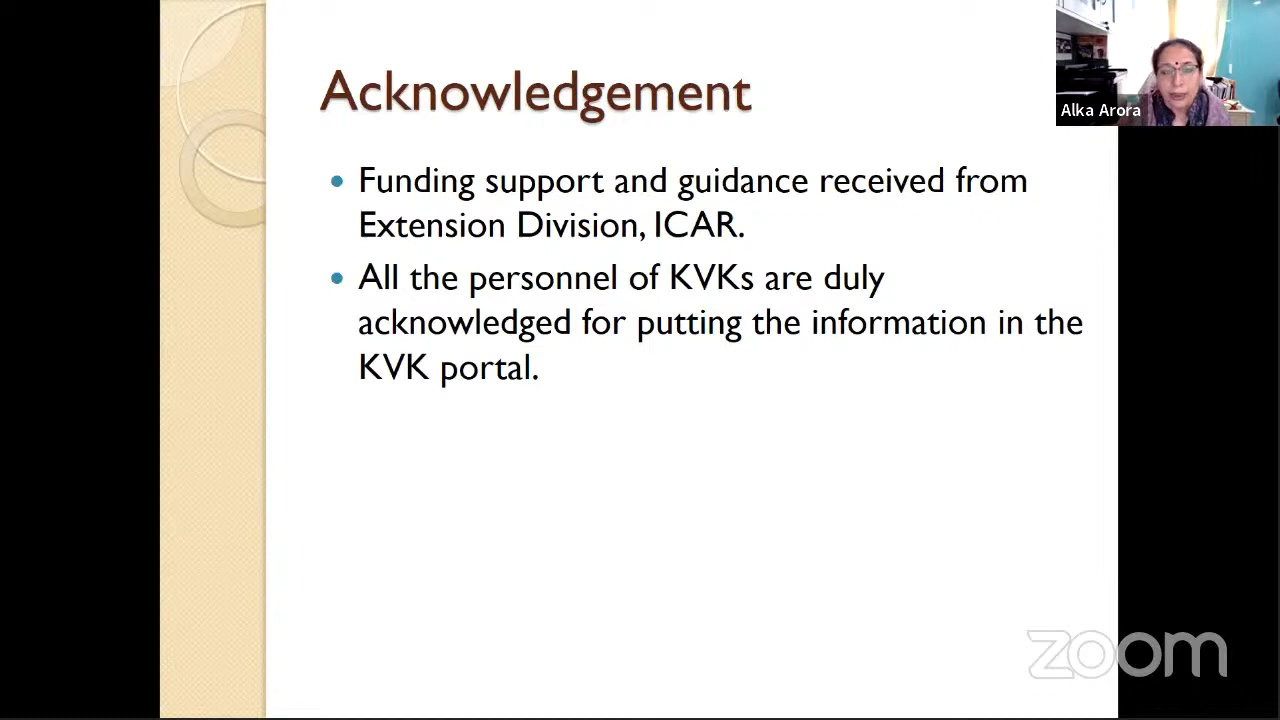 Acknowledgement
Alka Arora
Funding support and guidance received from
Extension Division, ICAR.
All the personnel of KVKs are duly
acknowledged for putting the information in the
KVK portal.
zoom